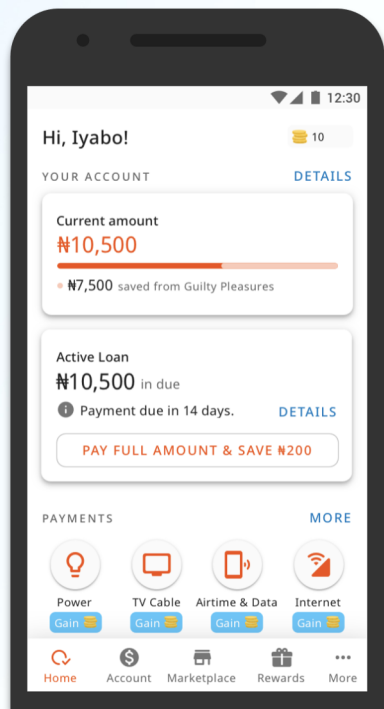 12:30
Hi, Iyabo!
10
YOUR ACCOUNT
DETAILS
Current amount
₦10,500
₦7,500 saved from Guilty Pleasures
Active Loan
₦10,500 in due
Payment due in 14 days.
DETAILS
PAY FULL AMOUNT & SAVE ₦200
PAYMENTS
MORE
Power
TV Cable
Airtime & Data
Internet
Gain
Gain
Gain
Gain
Home
Account
Marketplace
Rewards
More